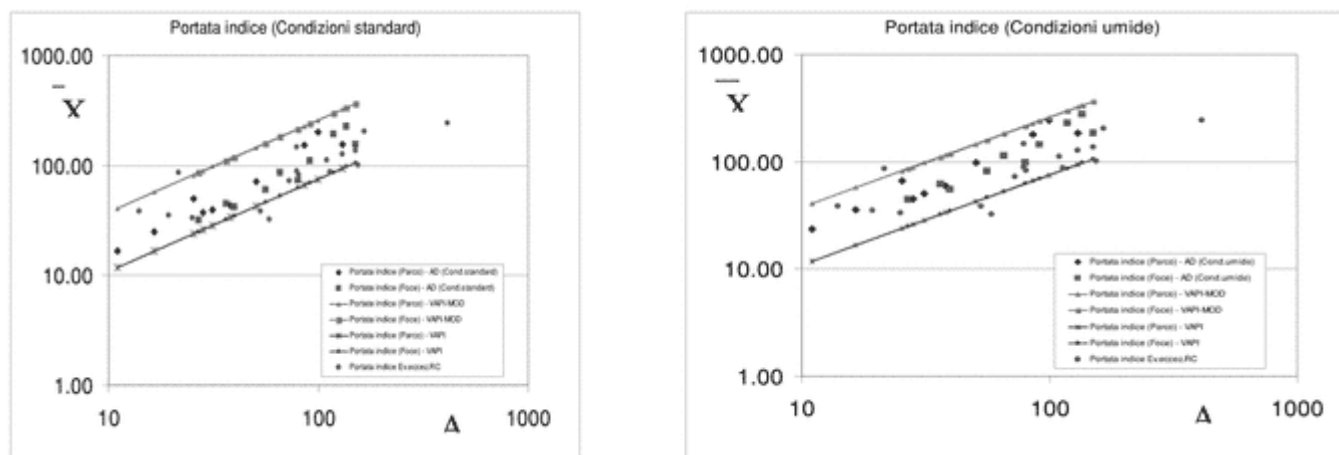 Portata indice (Condizioni standard)
1000.00
X
100.00
10.00
Portata indice (Parco) - AD (Cond.standard)
Portata indice (Foce) - AD (Cond.standard)
Portata indice (Parco) - VAPI-MOD
Portata indice (Foce) - VAPI-MOD
Portata indice (Parco) - VAPI
Portata indice (Foce) - VAPI
Portata indice
1.00
10
100
Δ
1000
Portata indice (Condizioni umide)
1000.00
X
100.00
10.00
Portata indice (Parco) - AD (Cond.umide)
Portata indice (Foce) - AD (Cond.umide)
Portata indice (Parco) - VAPI-MOD
Portata indice (Foce) - VAPI-MOD
Portata indice (Parco) - VAPI
Portata indice (Foce) - VAPI
Portata indice
1.00
10
100
Δ
1000